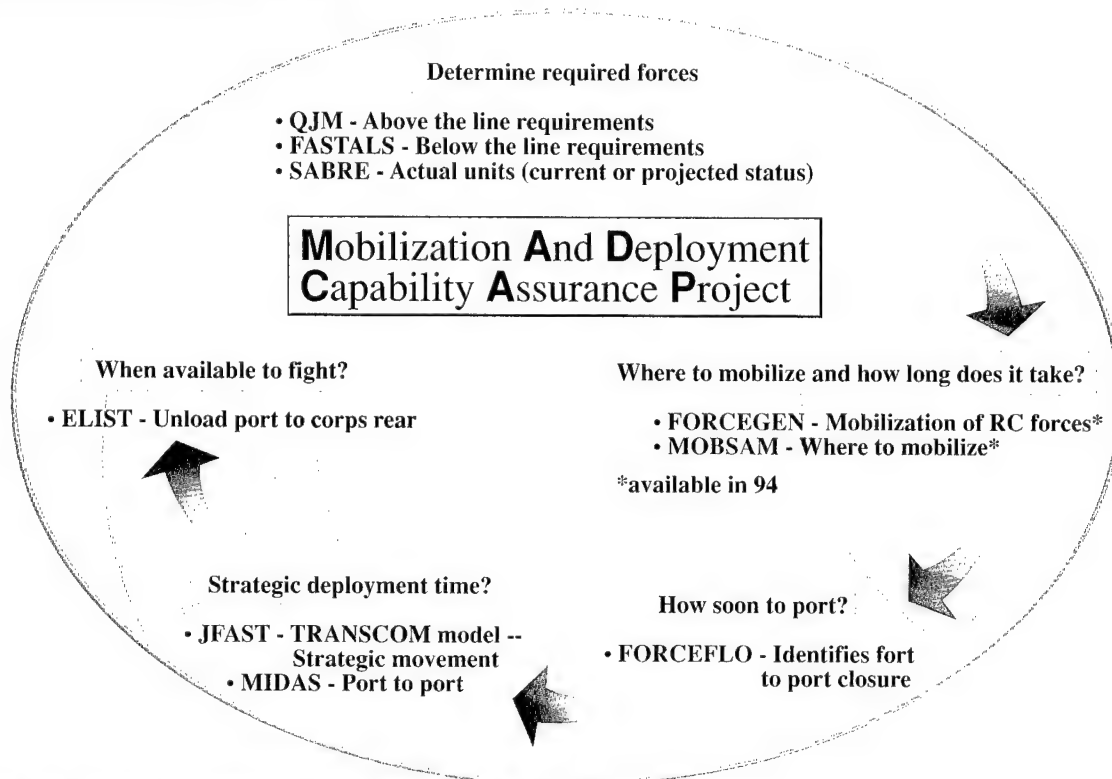 Determine required forces
• QJM - Above the line requirements
• FASTALS - Below the line requirements
• SABRE - Actual units (current or projected status)
Mobilization And Deployment
Capability Assurance Project
Where to mobilize and how long does it take?
• FORCEGEN - Mobilization of RC forces*
• MOBSAM - Where to mobilize*
*available in 94
How soon to port?
• FORCEFLO - Identifies fort
to port closure
Strategic deployment time?
• JFAST - TRANSCOM model --
Strategic movement
• MIDAS - Port to port
When available to fight?
• ELIST - Unload port to corps rear